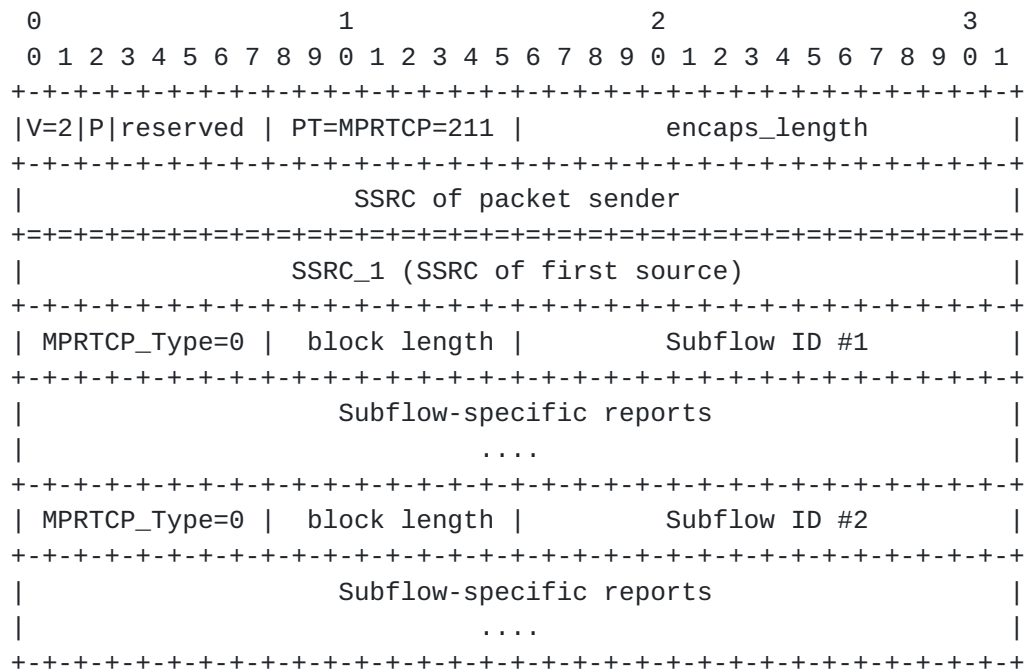 0                   1                   2                   3
 0 1 2 3 4 5 6 7 8 9 0 1 2 3 4 5 6 7 8 9 0 1 2 3 4 5 6 7 8 9 0 1
+-+-+-+-+-+-+-+-+-+-+-+-+-+-+-+-+-+-+-+-+-+-+-+-+-+-+-+-+-+-+-+-+
|V=2|P|reserved | PT=MPRTCP=211 |         encaps_length         |
+-+-+-+-+-+-+-+-+-+-+-+-+-+-+-+-+-+-+-+-+-+-+-+-+-+-+-+-+-+-+-+-+
|                     SSRC of packet sender                     |
+=+=+=+=+=+=+=+=+=+=+=+=+=+=+=+=+=+=+=+=+=+=+=+=+=+=+=+=+=+=+=+=+
|                 SSRC_1 (SSRC of first source)                 |
+-+-+-+-+-+-+-+-+-+-+-+-+-+-+-+-+-+-+-+-+-+-+-+-+-+-+-+-+-+-+-+-+
| MPRTCP_Type=0 |  block length |         Subflow ID #1         |
+-+-+-+-+-+-+-+-+-+-+-+-+-+-+-+-+-+-+-+-+-+-+-+-+-+-+-+-+-+-+-+-+
|                    Subflow-specific reports                   |
|                             ....                              |
+-+-+-+-+-+-+-+-+-+-+-+-+-+-+-+-+-+-+-+-+-+-+-+-+-+-+-+-+-+-+-+-+
| MPRTCP_Type=0 |  block length |         Subflow ID #2         |
+-+-+-+-+-+-+-+-+-+-+-+-+-+-+-+-+-+-+-+-+-+-+-+-+-+-+-+-+-+-+-+-+
|                    Subflow-specific reports                   |
|                             ....                              |
+-+-+-+-+-+-+-+-+-+-+-+-+-+-+-+-+-+-+-+-+-+-+-+-+-+-+-+-+-+-+-+-+